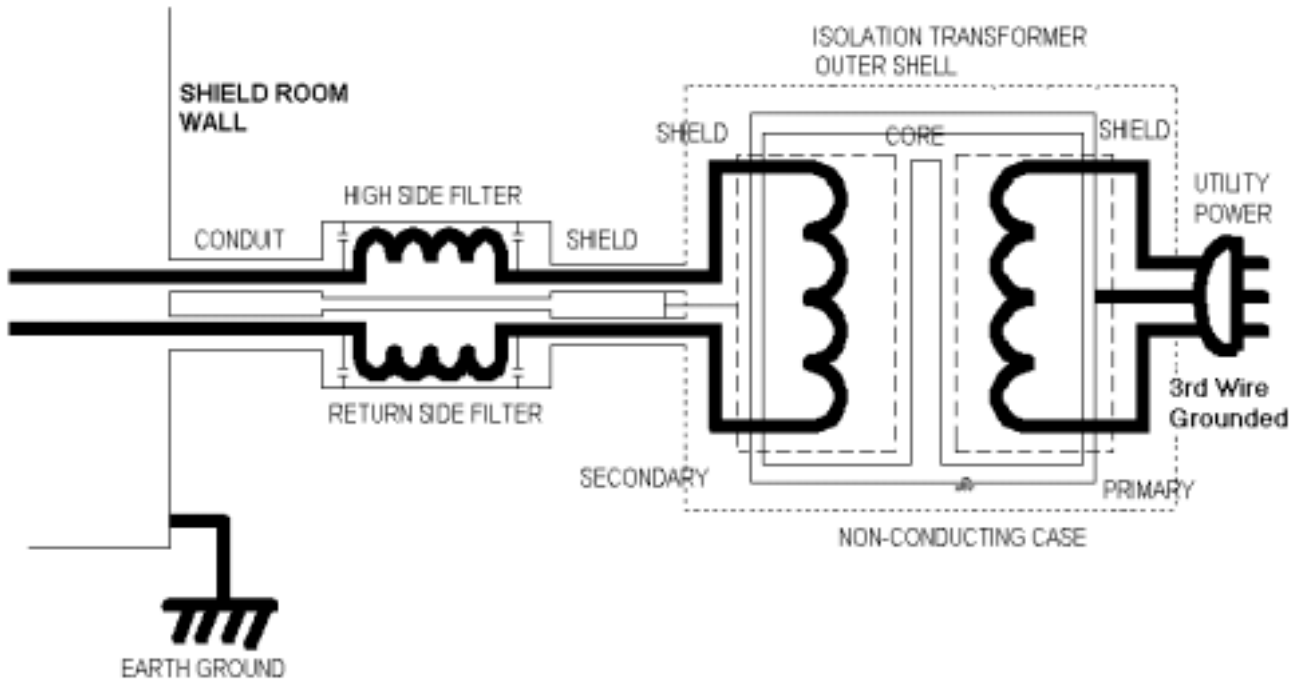 ISOLATION TRANSFORMER
OUTER SHELL
SHIELD ROOM
WALL
SHIELD
CORE
SHIELD
HIGH SIDE FILTER
UTILITY
POWER
CONDUIT
SHIELD
3rd Wire
Grounded
RETURN SIDE FILTER
SECONDARY
PRIMARY
NON-CONDUCTING CASE
EARTH GROUND